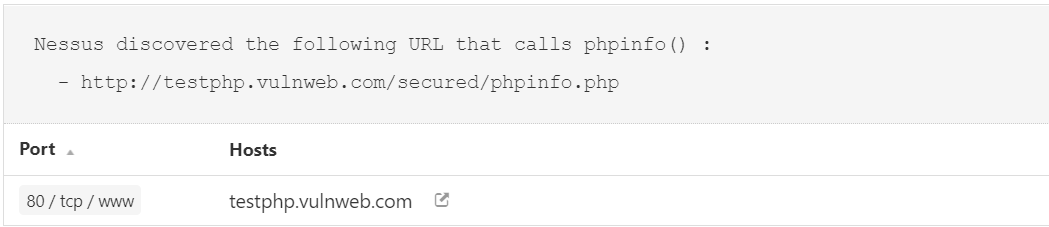 Nessus discovered the following URL that calls phpinfo() :
- http://testphp.vulnweb.com/secured/phpinfo.php
Port Hosts
80 / tcp / www testphp.vulnweb.com